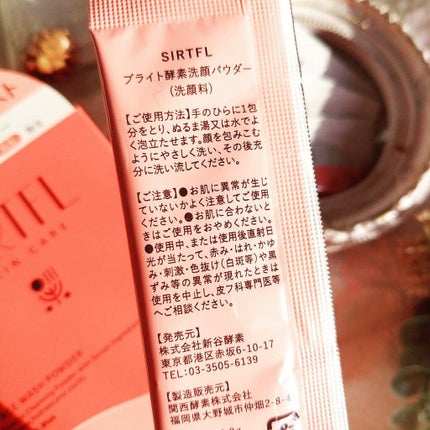 SIRTFL
ブライト酵素洗顔パウダー
(洗顔料)
【ご使用方法】手のひらに1包
分をとり、ぬるま湯又は水でよ
く泡立たせます。顔を包みこむ
ようにやさしく洗い、その後充
分に洗い流してください。
【ご注意】●お肌に異常が生じ
ていないかよく注意してご使用
ください。●お肌に合わないと
きはご使用をおやめください。
●使用中、または使用後直射日
光が当たって、赤み・はれ・かゆ
み・刺激・色抜け(白斑等)や黒
ずみ等の異常が現れたときは
使用を中止し、皮フ科専門医等
へご相談ください。
【発売元】
株式会社新谷酵素
東京都港区赤坂6-10-17
TEL:03-3505-6139
【製造販売元】
関西酵素株式会社
福岡県大野城市仲畑2-8-4
RTFL
IN CARE
WASH POWDER